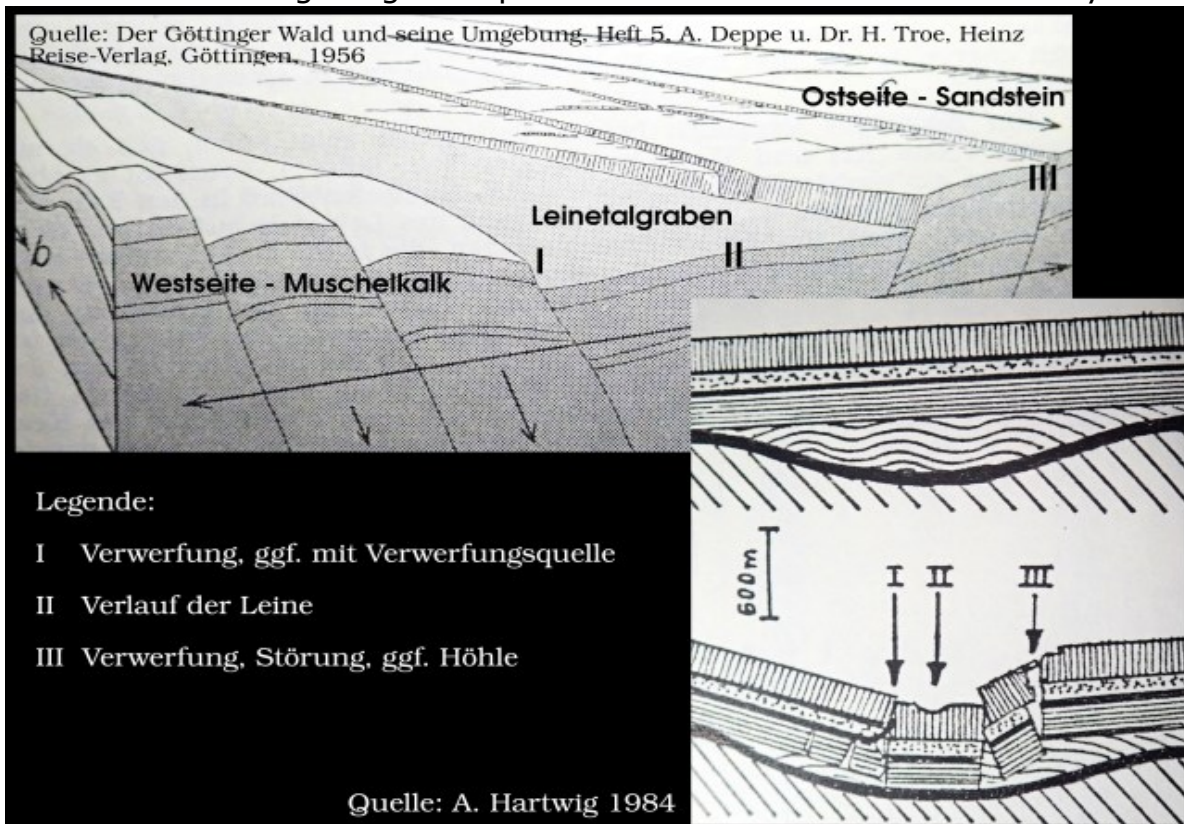 Quelle: Der Göttinger Wald und seine Umgebung, Heft 5, A. Deppe u. Dr. H. Troe, Heinz
Reise-Verlag, Göttingen, 1956
Ostseite - Sandstein
III
Leinetalgraben
I
II
b
Westseite - Muschelkalk
Legende:
I Verwerfung, ggf. mit Verwerfungsquelle
II Verlauf der Leine
III Verwerfung, Störung, ggf. Höhle
600m
I II III
Quelle: A. Hartwig 1984